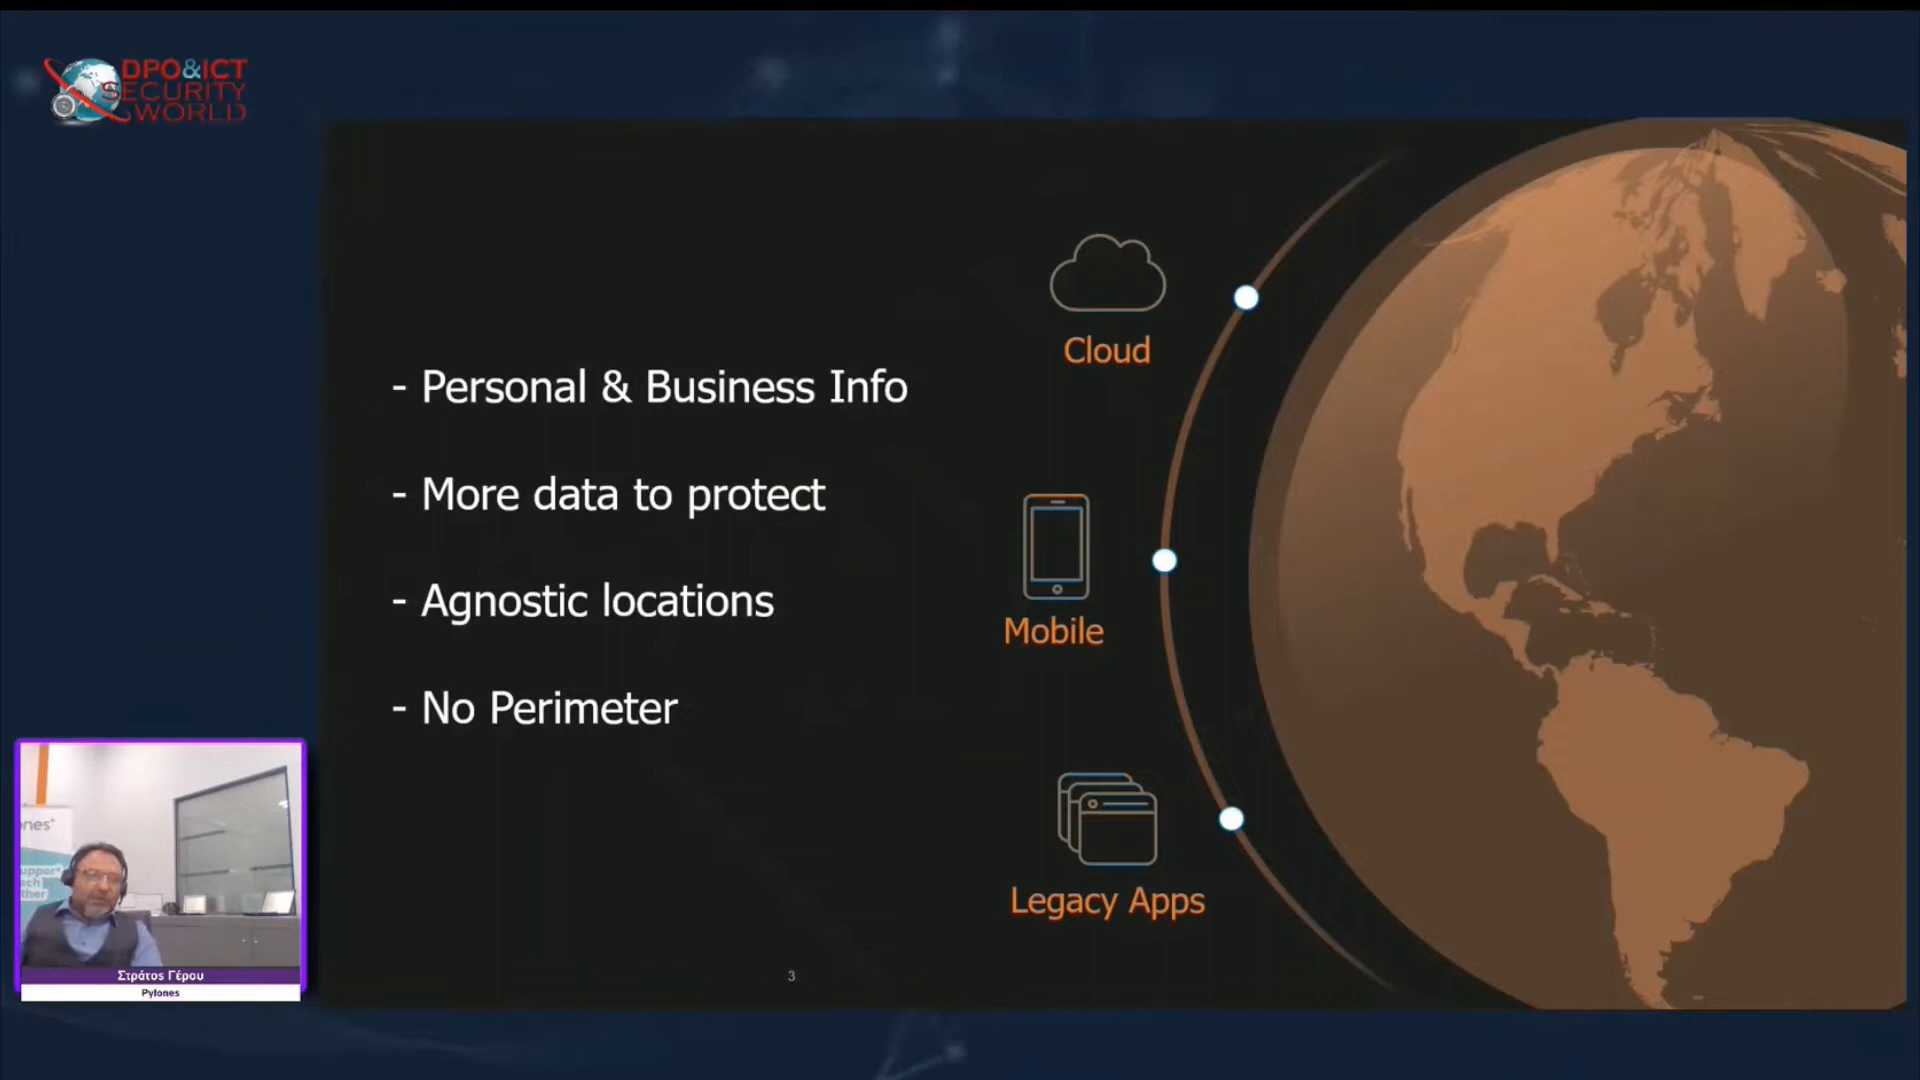 DPO&ICT
SECURITY
WORLD
Cloud
- Personal & Business Info
- More data to protect
- Agnostic locations
- No Perimeter
Mobile
Legacy Apps
3
Στράτος Γέρου
Pylones